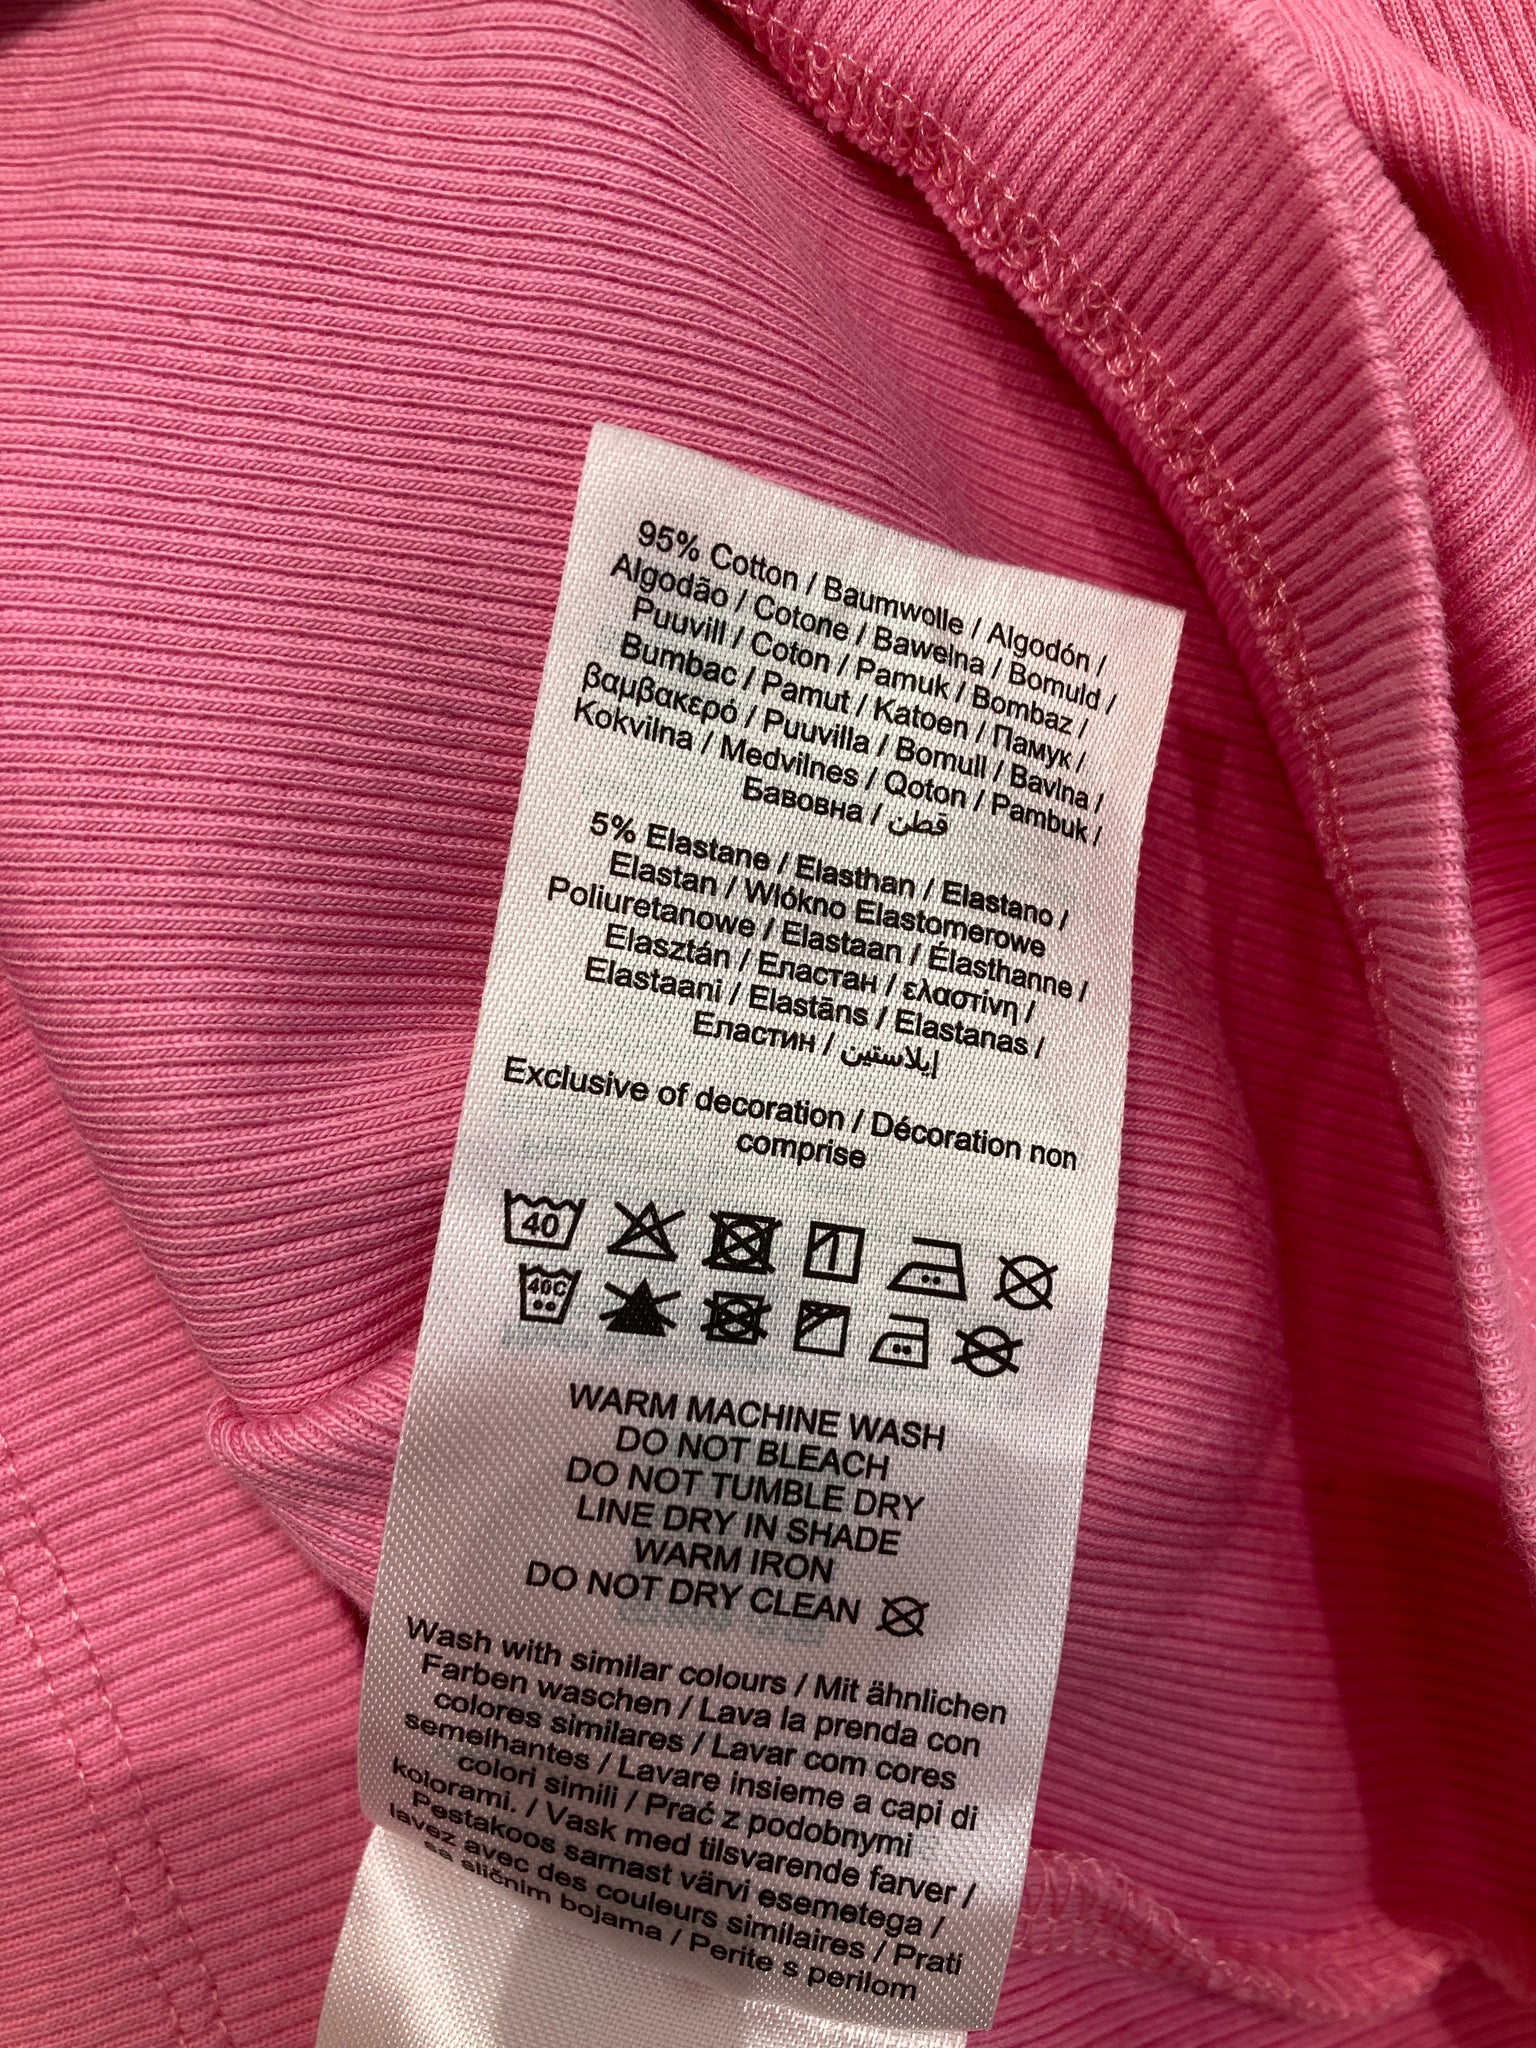 95% Cotton / Baumwolle / Algodón /
Algodão / Cotone / Bawełna / Bomuld /
Puuvill / Coton / Pamuk / Bombaz /
Bumbac / Pamut / Katoen / Памук /
βαμβακερό / Puuvilla / Bomull / Bavlna /
Kokvilna / Medvilnes / Qoton / Pambuk /
Бавовна / قطن
5% Elastane / Elasthan / Elastano /
Elastan / Włókno Elastomerowe
Poliuretanowe / Elastaan / Élasthanne /
Elasztán / Еластан / ελαστίνη /
Elastaani / Elastāns / Elastanas /
Еластин / إيلاستين
Exclusive of decoration / Décoration non
comprise
40
40C
WARM MACHINE WASH
DO NOT BLEACH
DO NOT TUMBLE DRY
LINE DRY IN SHADE
WARM IRON
DO NOT DRY CLEAN
Wash with similar colours / Mit ähnlichen
Farben waschen / Lava la prenda con
colores similares / Lavar com cores
semelhantes / Lavare insieme a capi di
colori simili / Prać z podobnymi
kolorami. / Vask med tilsvarende farver /
Pestakoos samast värvi esemetega /
lavez avec des couleurs similaires / Prati
sa sličnim bojama / Perite s perilom